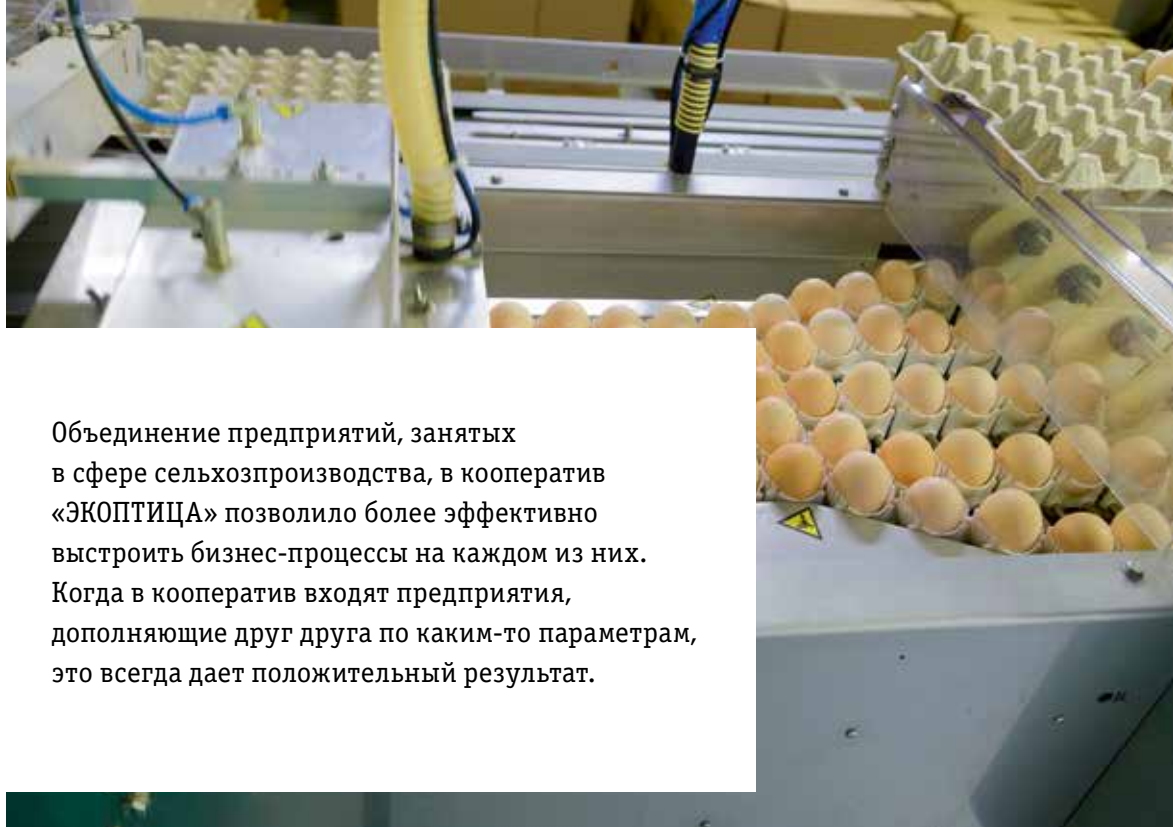 Объединение предприятий, занятых
в сфере сельхозпроизводства, в кооператив
«ЭКОПТИЦА» позволило более эффективно
выстроить бизнес-процессы на каждом из них.
Когда в кооператив входят предприятия,
дополняющие друг друга по каким-то параметрам,
это всегда дает положительный результат.